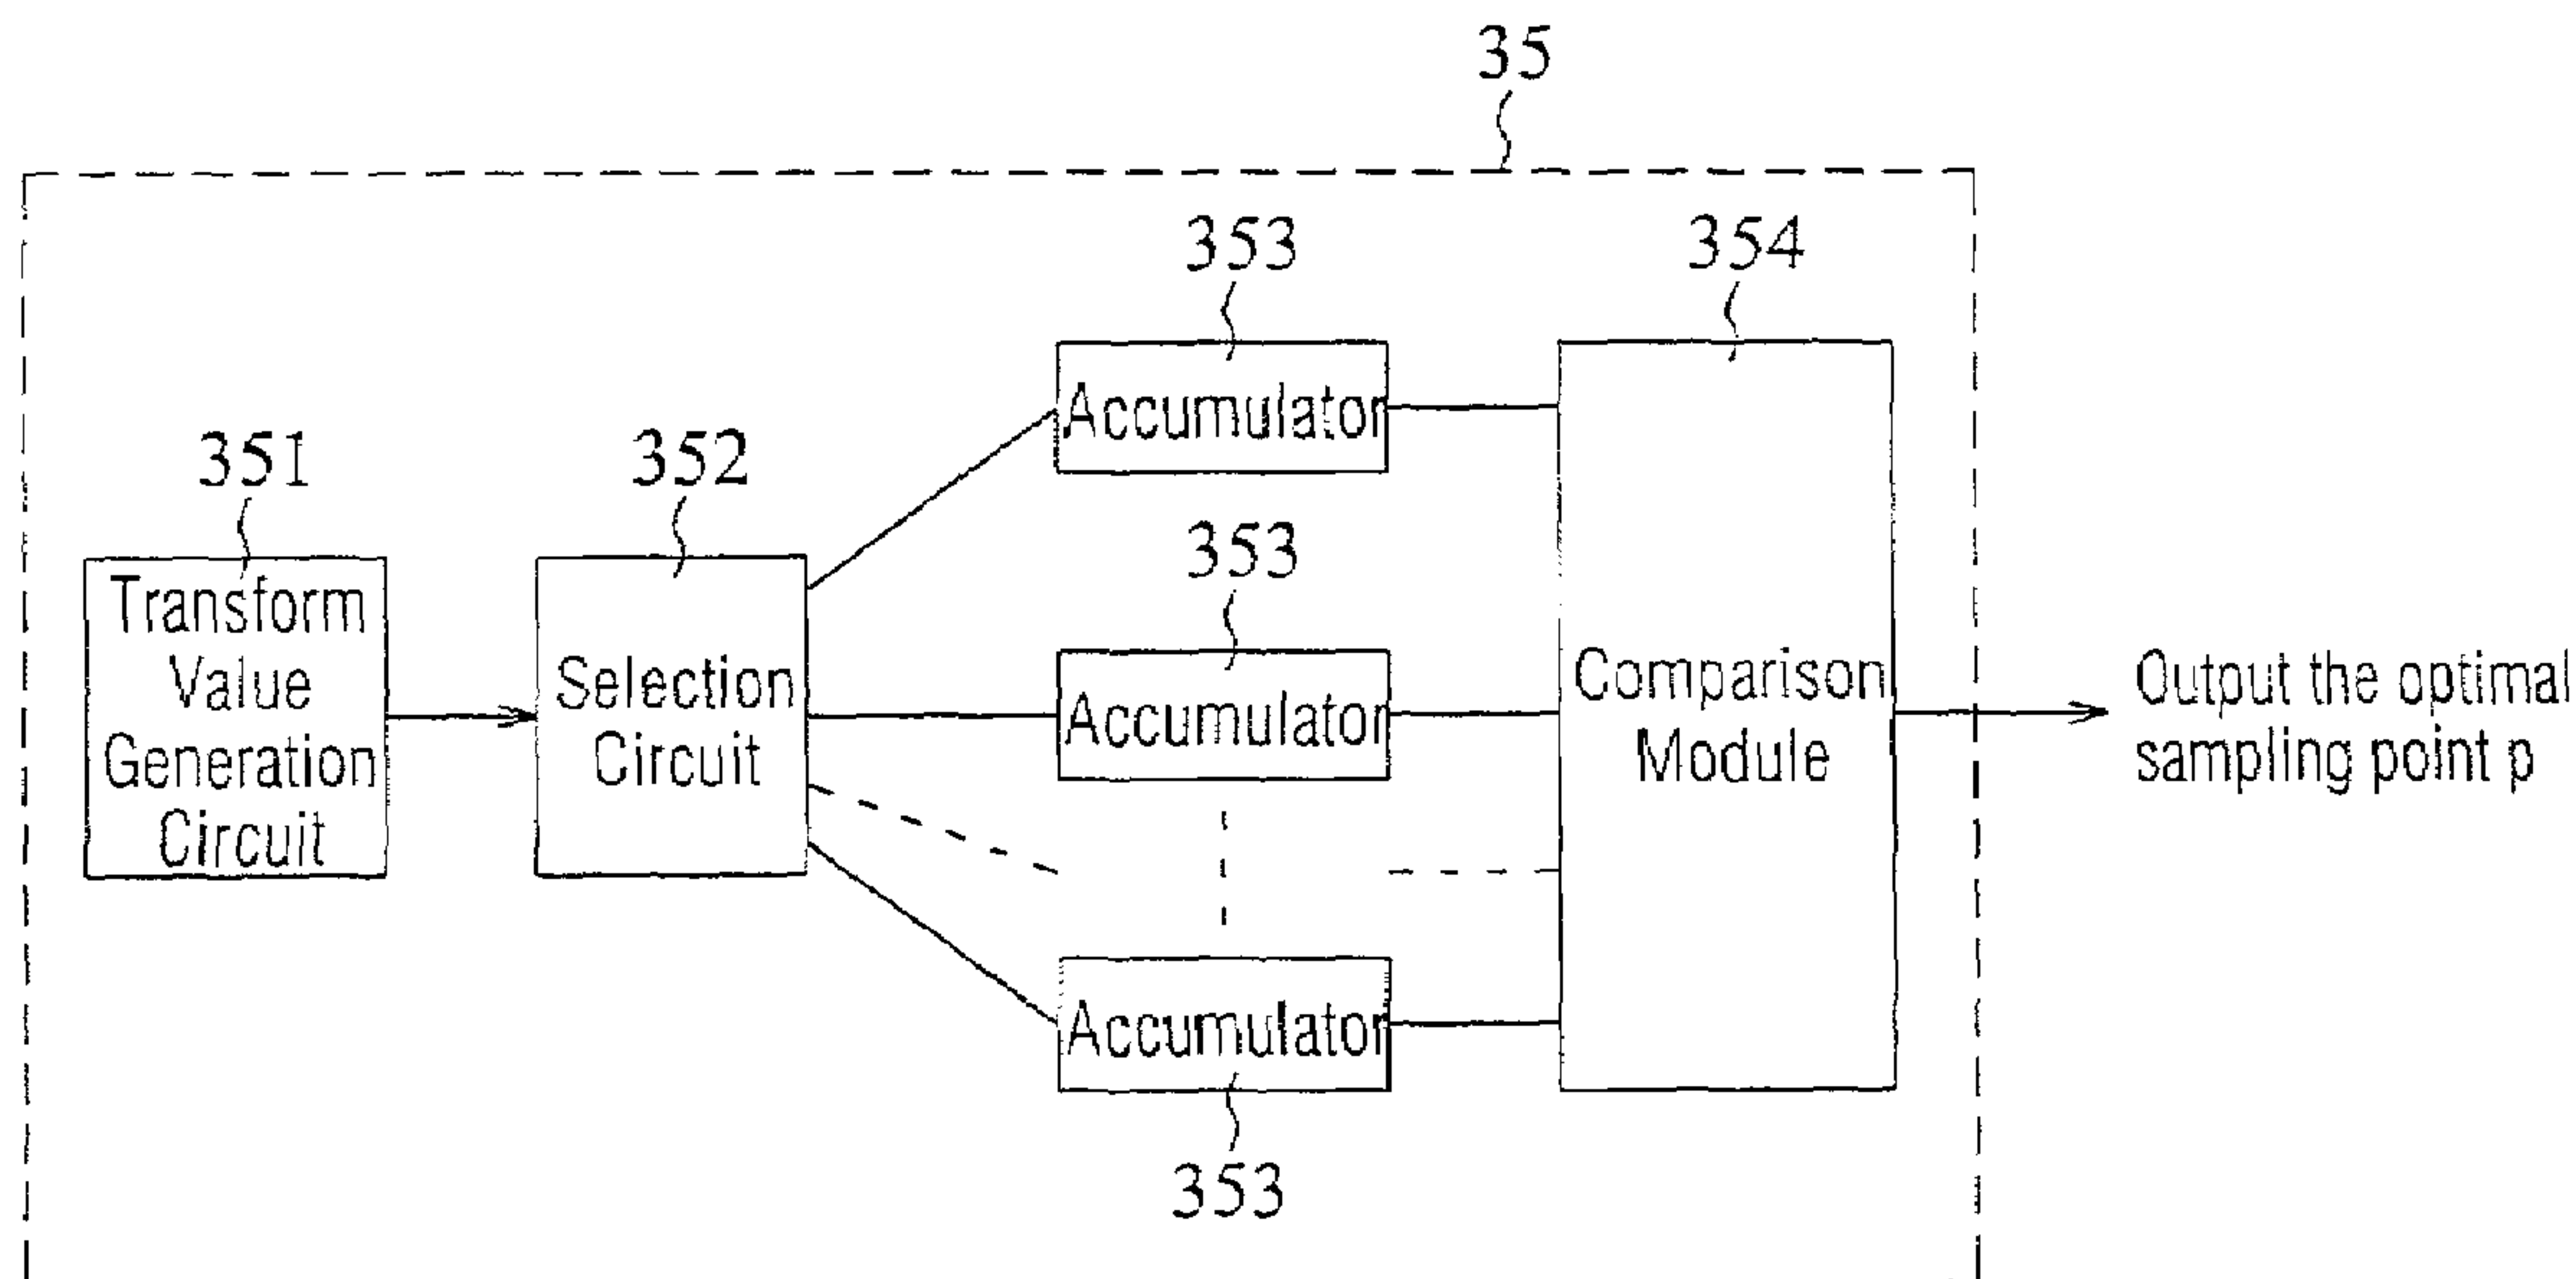 35
353
354
351
352
Accumulator
353
Transform
Value
Generation
Circuit
Selection
Circuit
Accumulator
Comparison
Module
Output the optimal
sampling point p
Accumulator
353